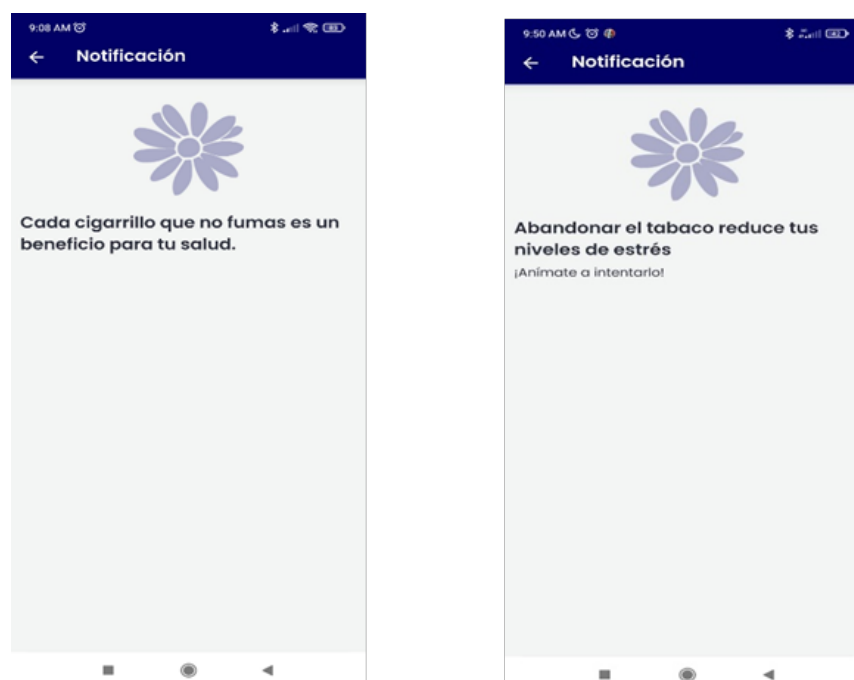 9:08 AM
Notificación
Cada cigarrillo que no fumas es un
beneficio para tu salud.
9:50 AM
Notificación
Abandonar el tabaco reduce tus
niveles de estrés
¡Anímate a intentarlo!